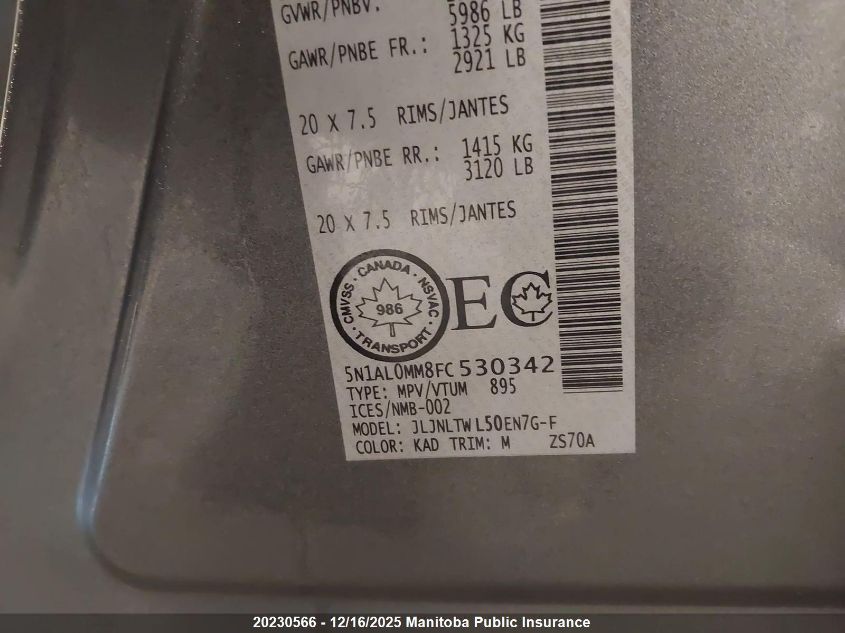 GVWR/PNBV: 5986 LB
GAWR/PNBE FR.: 1325 KG
2921 LB
20 X 7.5 RIMS/JANTES
GAWR/PNBE RR.: 1415 KG
3120 LB
20 X 7.5 RIMS/JANTES
CMVSS · CANADA · NSVAC · TRANSPORT ·
986
EC
5N1AL0MM8FC530342
TYPE: MPV/VTUM 895
ICES/NMB-002
MODEL: JLJNLTWL50EN7G-F
COLOR: KAD TRIM: M ZS70A
20230566 - 12/16/2025 Manitoba Public Insurance